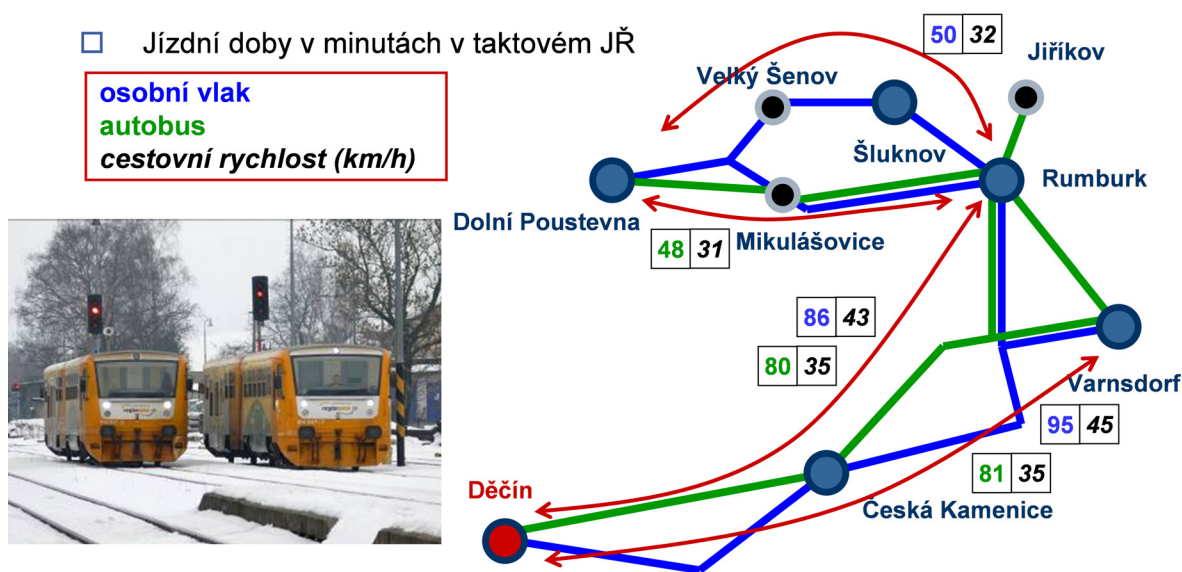 Jízdní doby v minutách v taktovém JŘ
osobní vlak
autobus
cestovní rychlost (km/h)
50 32
Jiříkov
Velký Šenov
Šluknov
Rumburk
Dolní Poustevna
Mikulášovice
48 31
86 43
80 35
Varnsdorf
95 45
81 35
Děčín
Česká Kamenice